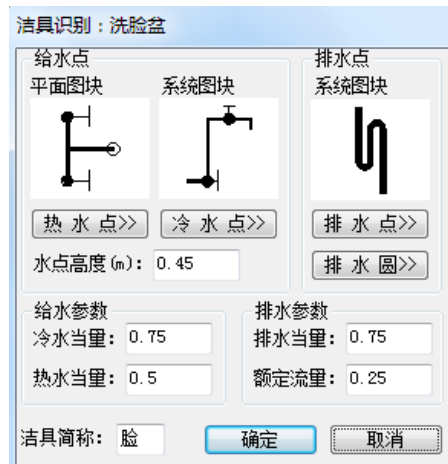 洁具识别：洗脸盆
给水点
排水点
平面图块
系统图块
系统图块
热 水 点>>
冷 水 点>>
排 水 点>>
水点高度(m): 0.45
排 水 圆>>
给水参数
排水参数
冷水当量: 0.75
排水当量: 0.75
热水当量: 0.5
额定流量: 0.25
洁具简称: 脸
确定
取消